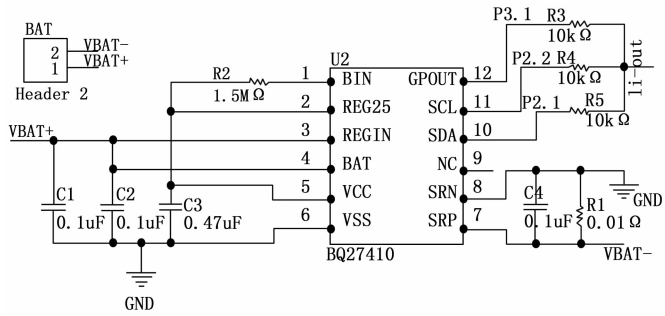 BAT
2 VBAT-
1 VBAT+
Header 2
U2
BQ27410
1 BIN
2 REG25
3 REGIN
4 BAT
5 VCC
6 VSS
GPOUT 12
SCL 11
SDA 10
NC 9
SRN 8
SRP 7
R2
1.5MΩ
VBAT+
C1
0.1uF
C2
0.1uF
C3
0.47uF
GND
P3.1 R3
10kΩ
P2.2 R4
10kΩ
P2.1 R5
10kΩ
li-out
C4
0.1uF
R1
0.01Ω
GND
VBAT-